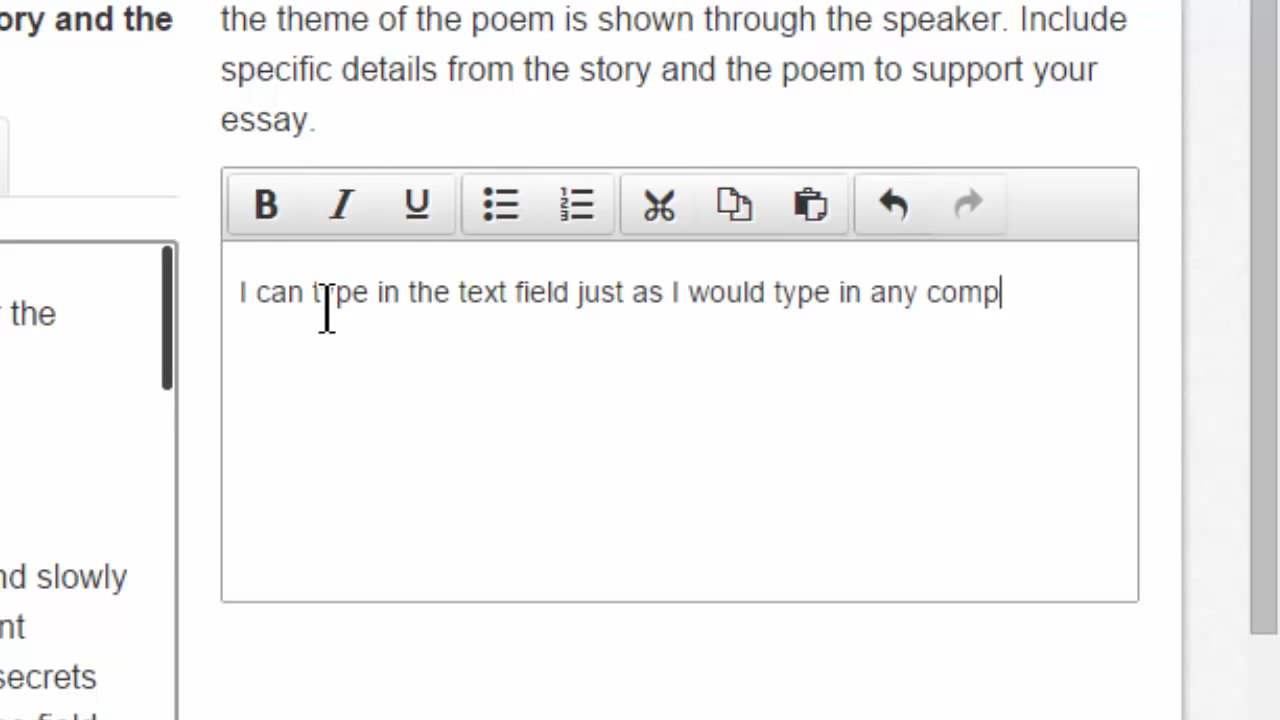 ory and the
the theme of the poem is shown through the speaker. Include
specific details from the story and the poem to support your
essay.
B I U
I can type in the text field just as I would type in any comp
the
nd slowly
nt
secrets